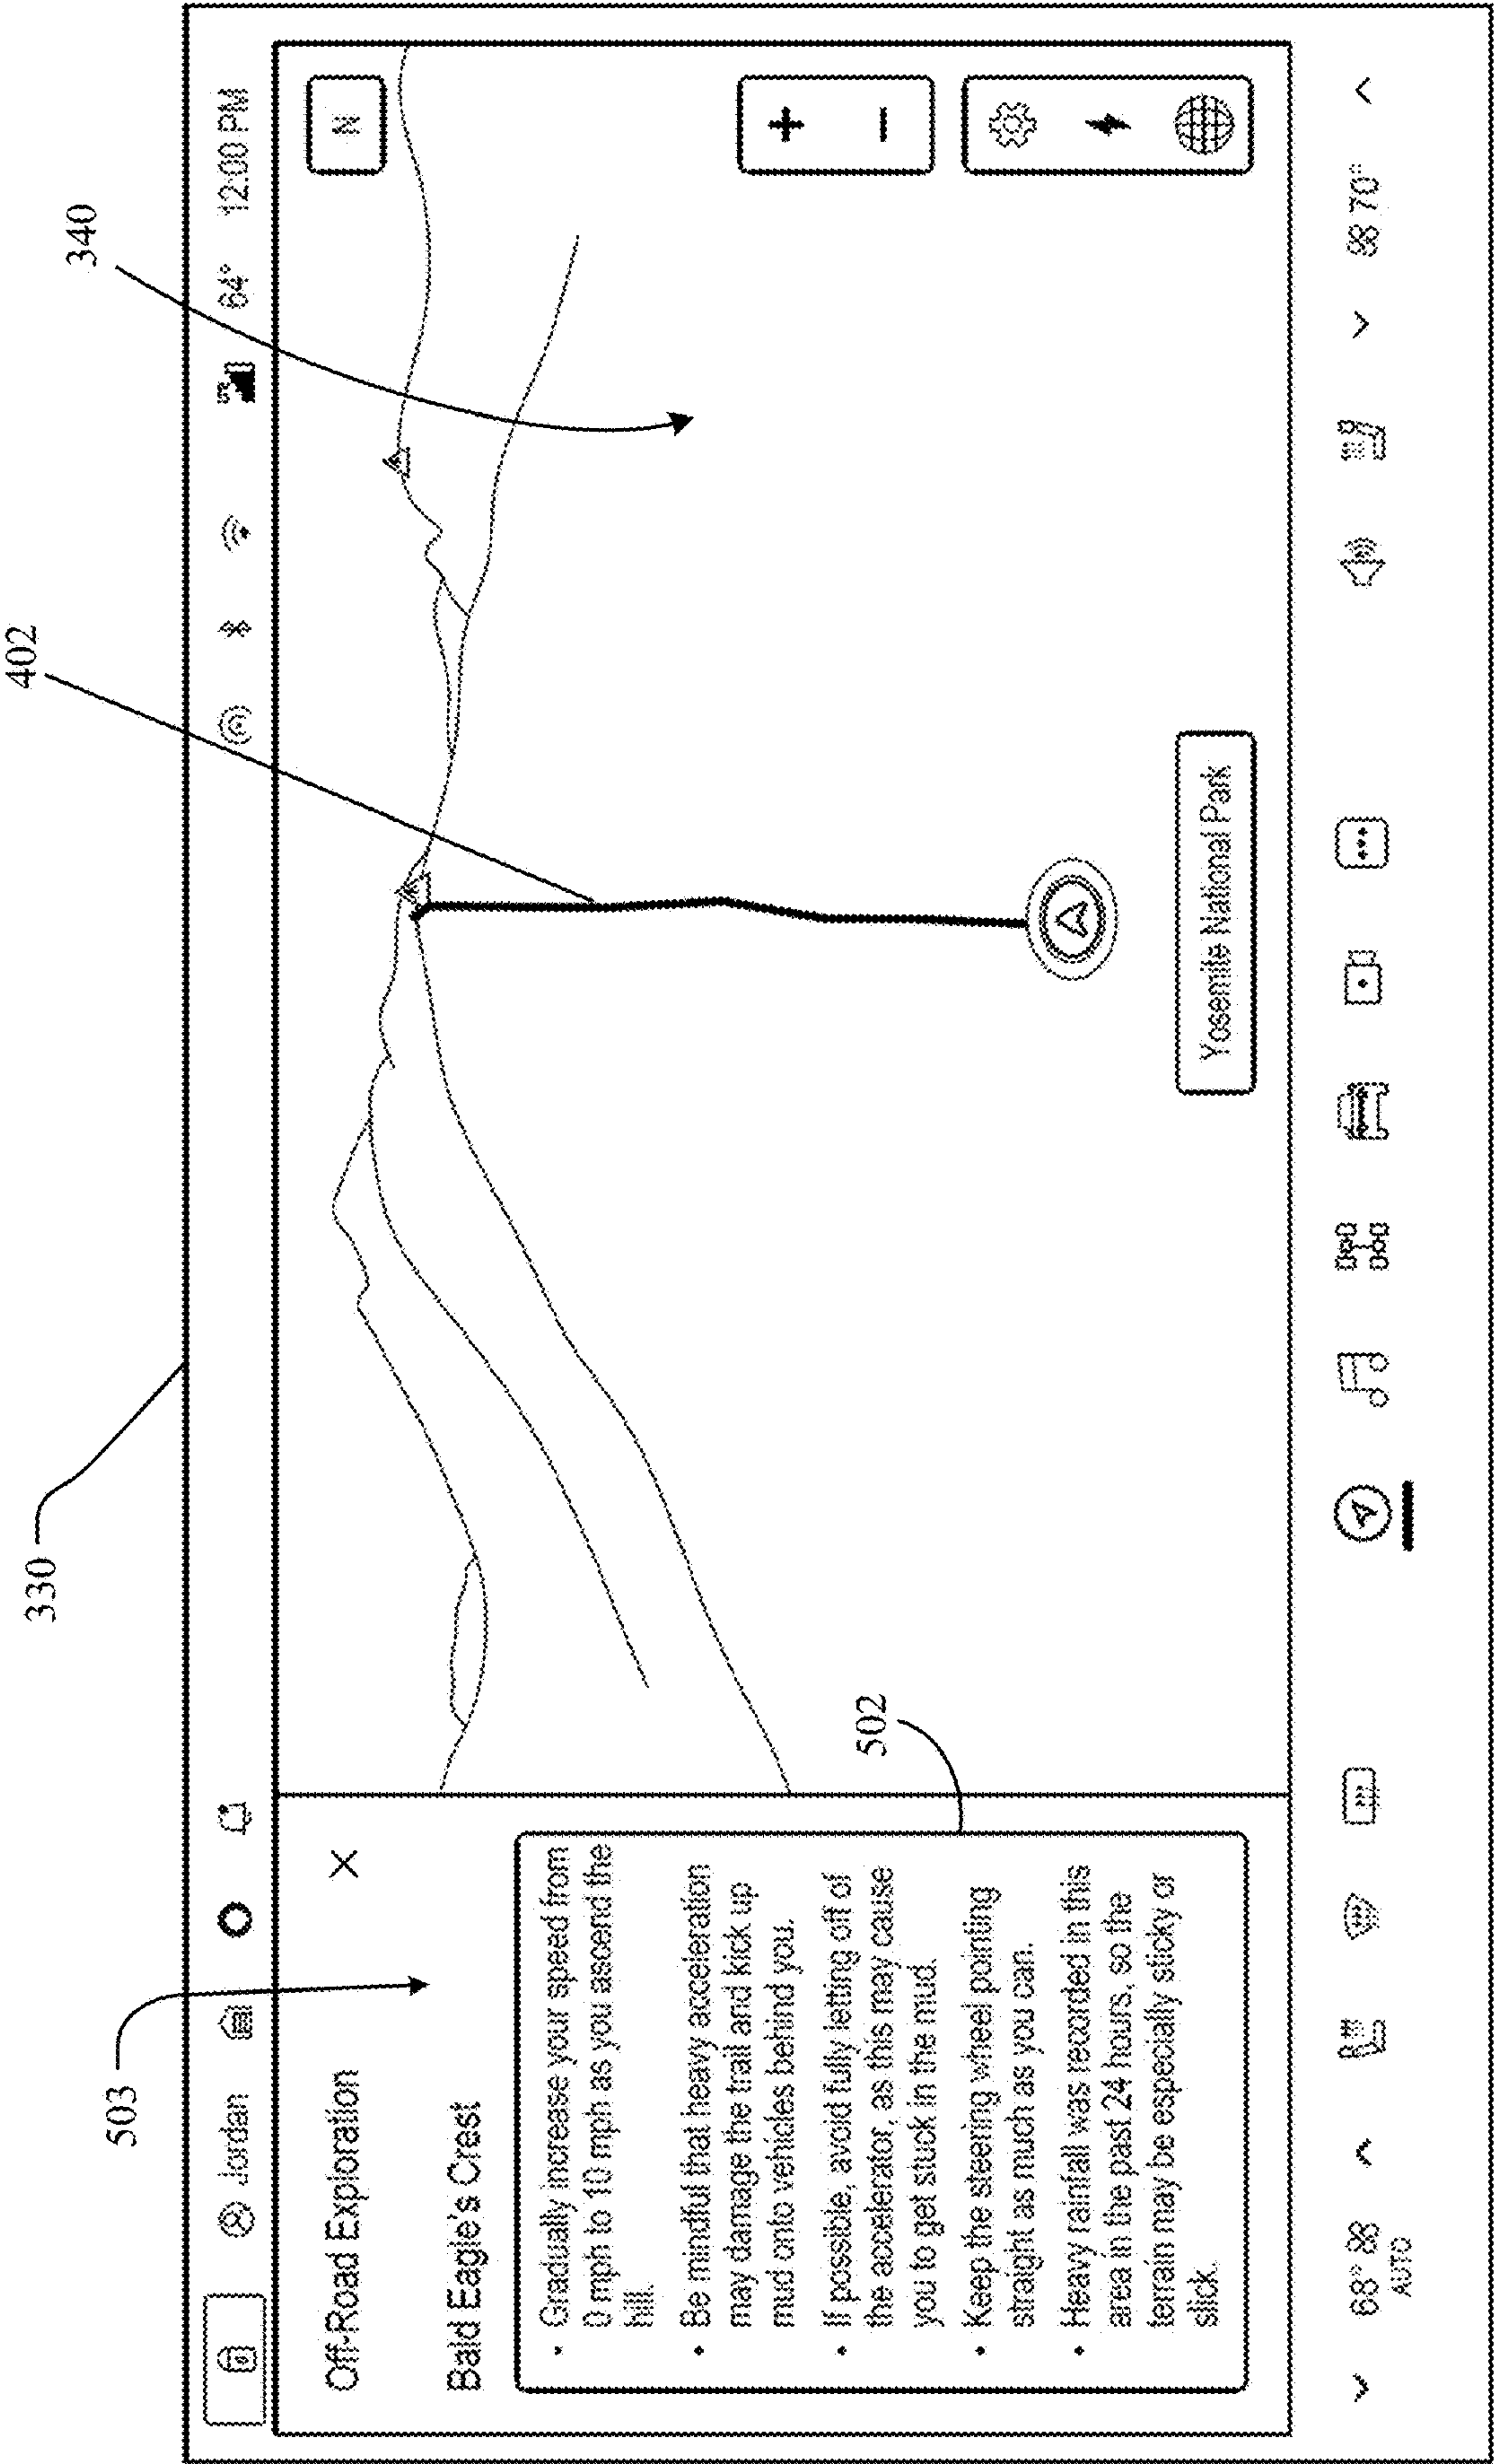 330
402
340
503
Jordan
64°
12:00 PM
Off-Road Exploration
X
Bald Eagle's Crest
• Gradually increase your speed from
0 mph to 10 mph as you ascend the
hill.
• Be mindful that heavy acceleration
may damage the trail and kick up
mud onto vehicles behind you.
• If possible, avoid fully letting off of
the accelerator, as this may cause
you to get stuck in the mud.
• Keep the steering wheel pointing
straight as much as you can.
• Heavy rainfall was recorded in this
area in the past 24 hours, so the
terrain may be especially sticky or
slick.
502
N
+
−
Yosemite National Park
68°
AUTO
70°